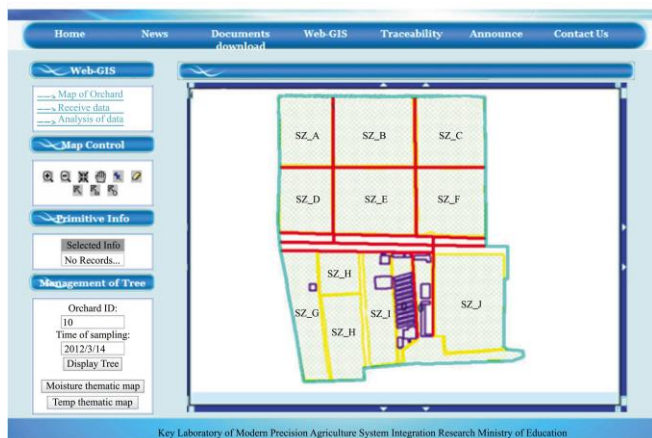 Home News Documents download Web-GIS Traceability Announce Contact Us
Web-GIS
Map of Orchard
Receive data
Analysis of data
Map Control
Primitive Info
Selected Info
No Records...
Management of Tree
Orchard ID:
10
Time of sampling:
2012/3/14
Display Tree
Moisture thematic map
Temp thematic map
SZ_A SZ_B SZ_C
SZ_D SZ_E SZ_F
SZ_H
SZ_G SZ_I SZ_J
SZ_H
Key Laboratory of Modern Precision Agriculture System Integration Research Ministry of Education